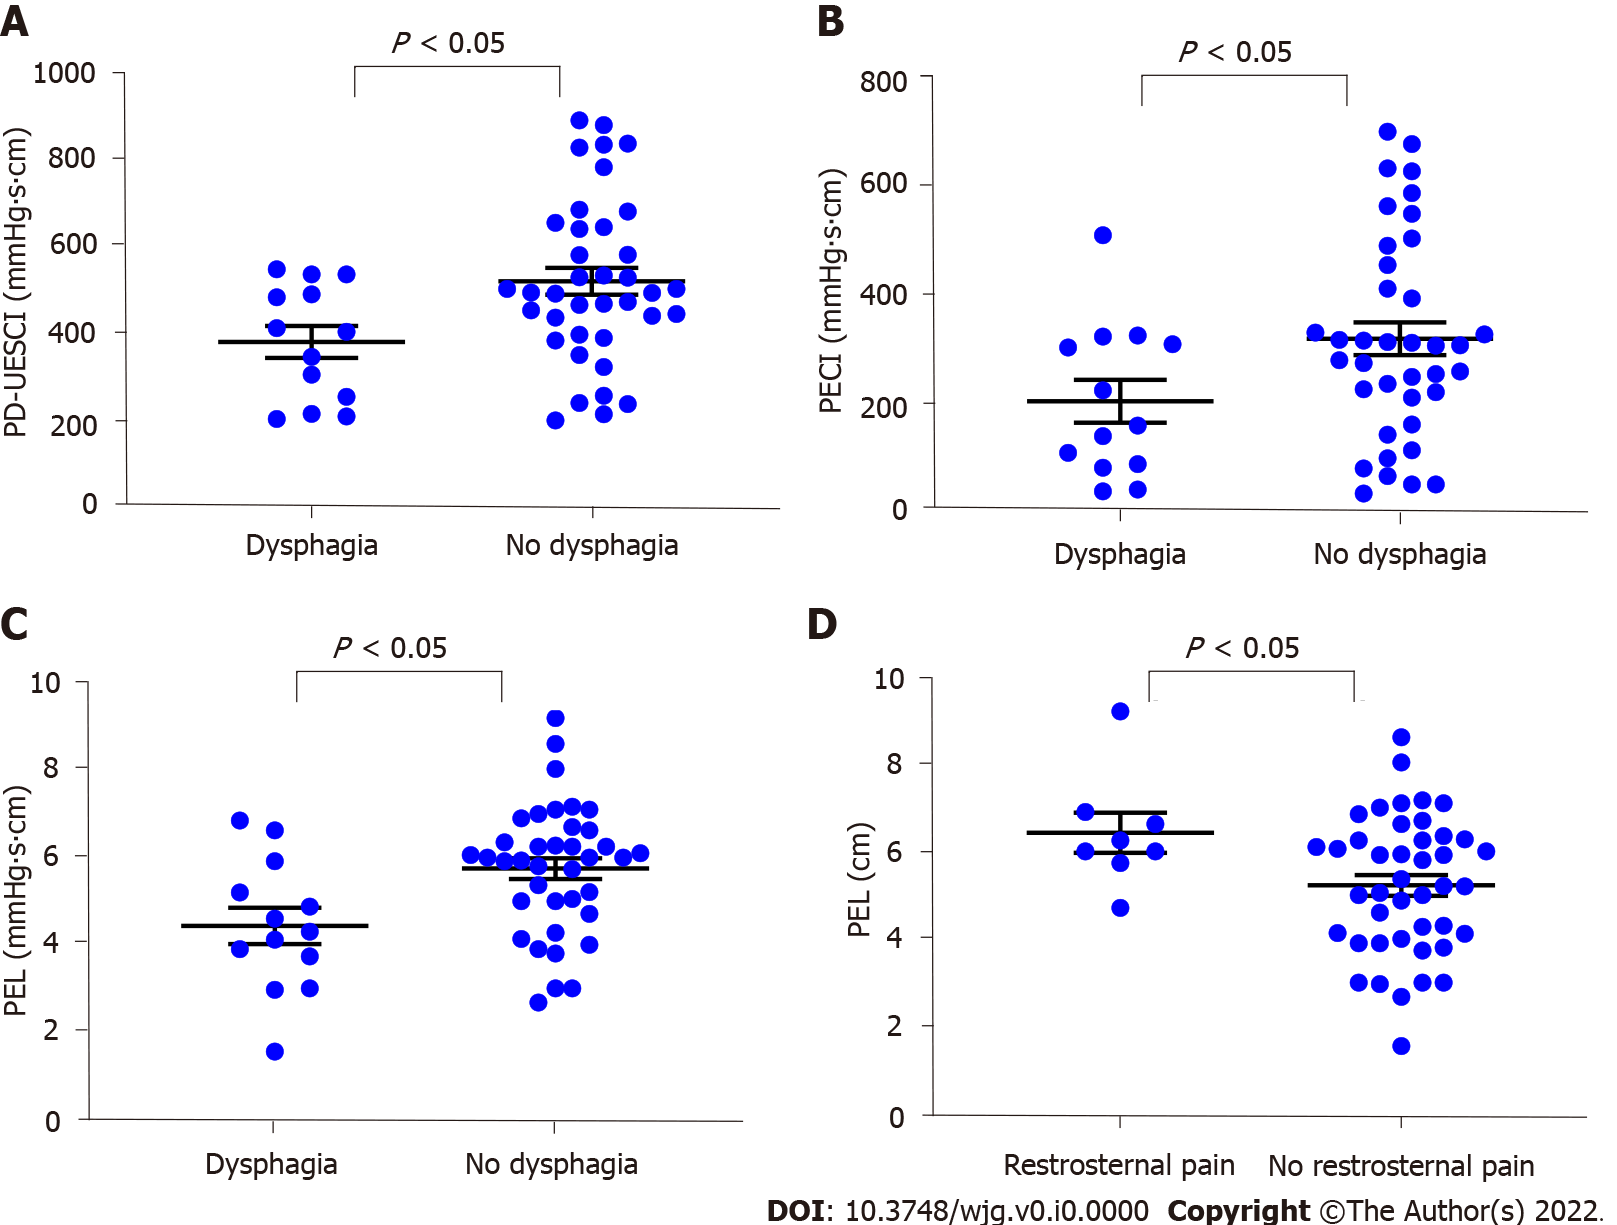 A
P < 0.05
PD-UESCI (mmHg·s·cm)
1000
800
600
400
200
0
Dysphagia
No dysphagia
B
P < 0.05
PECI (mmHg·s·cm)
800
600
400
200
0
Dysphagia
No dysphagia
C
P < 0.05
PEL (mmHg·s·cm)
10
8
6
4
2
0
Dysphagia
No dysphagia
D
P < 0.05
PEL (cm)
10
8
6
4
2
0
Restrosternal pain
No restrosternal pain
DOI: 10.3748/wjg.v0.i0.0000 Copyright ©The Author(s) 2022.